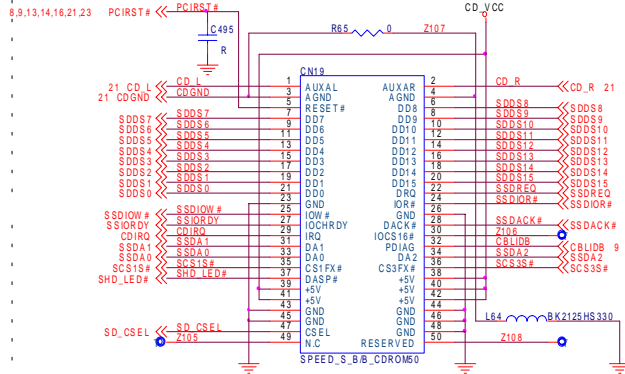 8,9,13,14,16,21,23 PCIRST# PCIRST# CD_VCC
C495
R
R65 0 Z107
CN19
21 CD_L CD_L 1 AUXAL AUXAR 2 CD_R CD_R 21
21 CDGND CDGND 3 AGND AGND 4
5 RESET# DD8 6 SDDS8 SDDS8
SDDS7 SDDS7 7 DD7 DD9 8 SDDS9 SDDS9
SDDS6 SDDS6 9 DD6 DD10 10 SDDS10 SDDS10
SDDS5 SDDS5 11 DD5 DD11 12 SDDS11 SDDS11
SDDS4 SDDS4 13 DD4 DD12 14 SDDS12 SDDS12
SDDS3 SDDS3 15 DD3 DD13 16 SDDS13 SDDS13
SDDS2 SDDS2 17 DD2 DD14 18 SDDS14 SDDS14
SDDS1 SDDS1 19 DD1 DD15 20 SDDS15 SDDS15
SDDS0 SDDS0 21 DD0 DRQ 22 SSDREQ SSDREQ
23 GND IOR# 24 SSDIOR# SSDIOR#
SSDIOW# SSDIOW# 25 IOW# GND 26
SSIORDY SSIORDY 27 IOCHRDY DACK# 28 SSDACK# SSDACK#
CDIRQ CDIRQ 29 IRQ IOCS16# 30 Z106
SSDA1 SSDA1 31 DA1 PDIAG 32 CBLIDB CBLIDB 9
SSDA0 SSDA0 33 DA0 DA2 34 SSDA2 SSDA2
SCS1S# SCS1S# 35 CS1FX# CS3FX# 36 SCS3S# SCS3S#
SHD_LED# SHD_LED# 37 DASP# +5V 38
39 +5V +5V 40
41 +5V +5V 42
43 GND GND 44
45 GND GND 46
SD_CSEL SD_CSEL 47 CSEL GND 48
Z105 49 N.C RESERVED 50 Z108
L64 BK2125HS330
SPEED_S_B/B_CDROM50